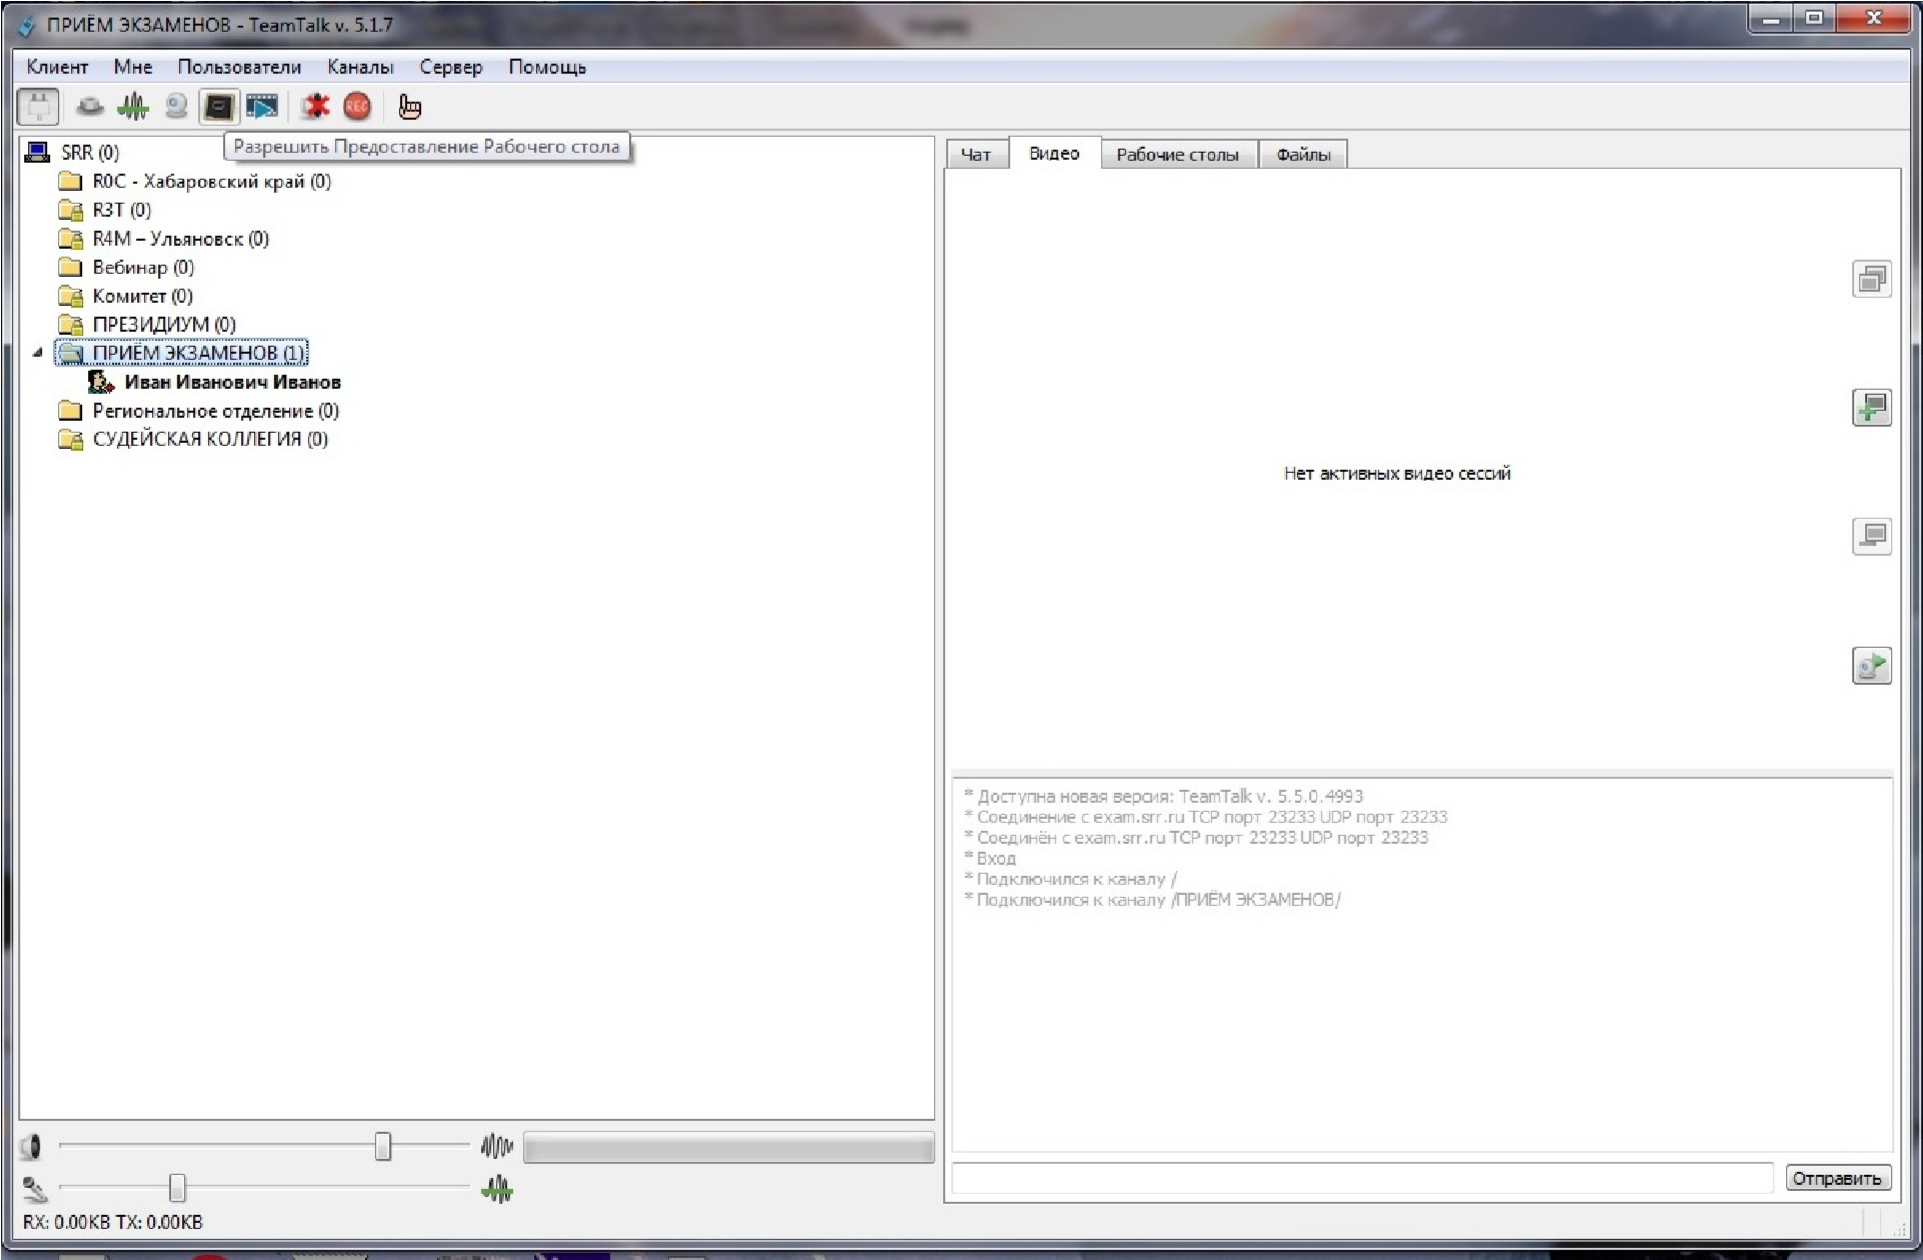 ПРИЁМ ЭКЗАМЕНОВ - TeamTalk v. 5.1.7
Клиент Мне Пользователи Каналы Сервер Помощь
REC
Разрешить Предоставление Рабочего стола
SRR (0)
R0C - Хабаровский край (0)
R3T (0)
R4M – Ульяновск (0)
Вебинар (0)
Комитет (0)
ПРЕЗИДИУМ (0)
ПРИЁМ ЭКЗАМЕНОВ (1)
Иван Иванович Иванов
Региональное отделение (0)
СУДЕЙСКАЯ КОЛЛЕГИЯ (0)
Чат Видео Рабочие столы Файлы
Нет активных видео сессий
* Доступна новая версия: TeamTalk v. 5.5.0.4993
* Соединение с exam.srr.ru TCP порт 23233 UDP порт 23233
* Соединён с exam.srr.ru TCP порт 23233 UDP порт 23233
* Вход
* Подключился к каналу /
* Подключился к каналу /ПРИЁМ ЭКЗАМЕНОВ/
Отправить
RX: 0.00KB TX: 0.00KB